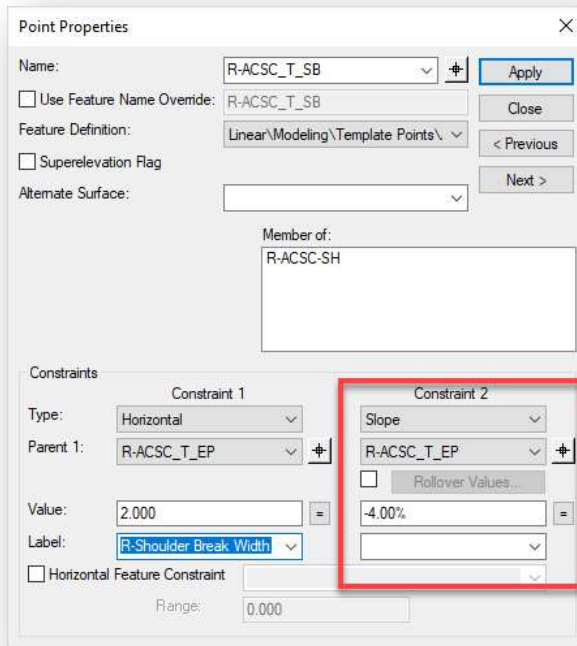 Point Properties
Name: R-ACSC_T_SB Apply
Use Feature Name Override: R-ACSC_T_SB Close
Feature Definition: Linear\Modeling\Template Points\. < Previous
Superelevation Flag
Next >
Alternate Surface:
Member of:
R-ACSC-SH
Constraints
Constraint 1 Constraint 2
Type: Horizontal Slope
Parent 1: R-ACSC_T_EP R-ACSC_T_EP
Rollover Values...
Value: 2.000 = -4.00% =
Label: R-Shoulder Break Width
Horizontal Feature Constraint
Range: 0.000